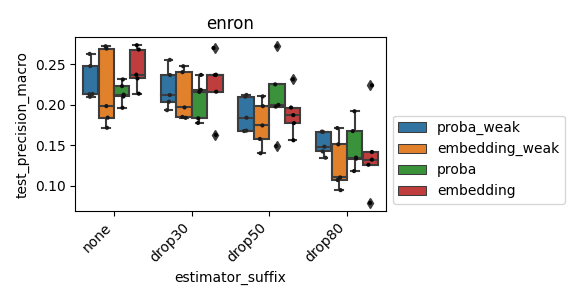 enron
test_precision_macro
0.25
0.20
0.15
0.10
none
drop30
drop50
drop80
estimator_suffix
proba_weak
embedding_weak
proba
embedding